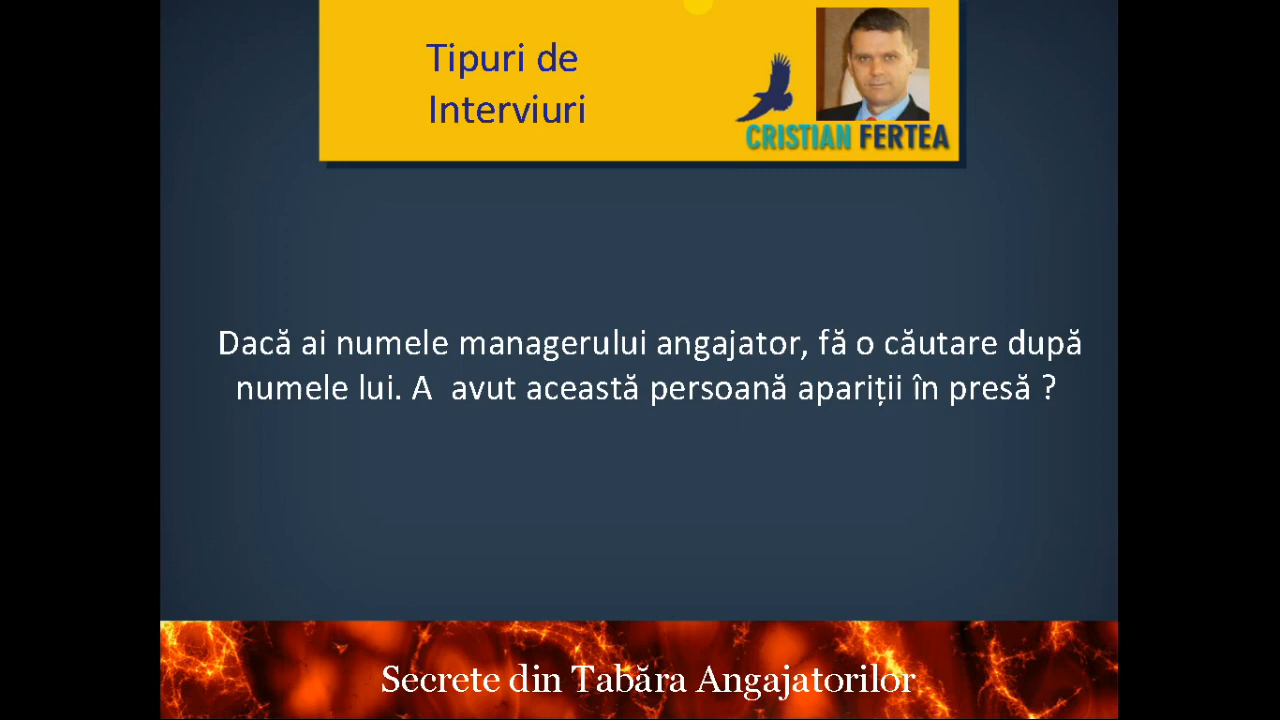 Tipuri de
Interviuri
CRISTIAN FERTEA
Dacă ai numele managerului angajator, fă o căutare după
numele lui. A avut această persoană apariții în presă ?
Secrete din Tabăra Angajatorilor